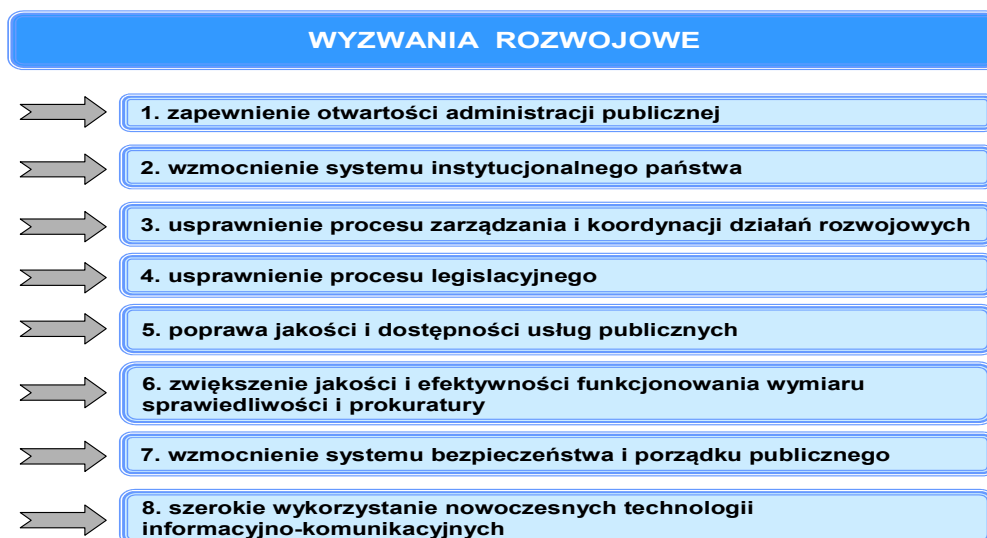 WYZWANIA ROZWOJOWE
1. zapewnienie otwartości administracji publicznej
2. wzmocnienie systemu instytucjonalnego państwa
3. usprawnienie procesu zarządzania i koordynacji działań rozwojowych
4. usprawnienie procesu legislacyjnego
5. poprawa jakości i dostępności usług publicznych
6. zwiększenie jakości i efektywności funkcjonowania wymiaru
sprawiedliwości i prokuratury
7. wzmocnienie systemu bezpieczeństwa i porządku publicznego
8. szerokie wykorzystanie nowoczesnych technologii
informacyjno-komunikacyjnych